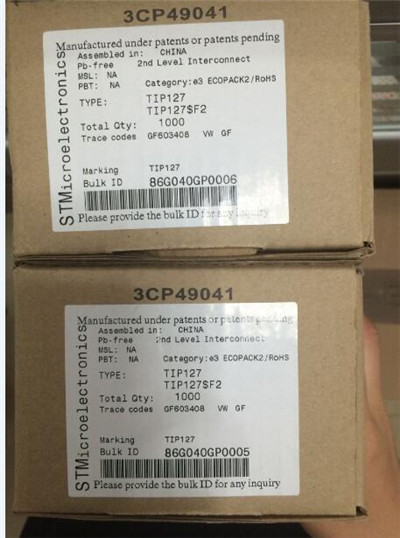 3CP49041
Manufactured under patents or patents pending
Assembled in: CHINA
Pb-free 2nd Level Interconnect
MSL: NA
PBT: NA Category:e3 ECOPACK2/RoHS
TYPE: TIP127
TIP127$F2
Total Qty: 1000
Trace codes GF603408 VW GF
Marking TIP127
Bulk ID 86G040GP0006
Please provide the bulk ID for any inquiry
STMicroelectronics
3CP49041
Manufactured under patents or patents pending
Assembled in: CHINA
Pb-free 2nd Level Interconnect
MSL: NA
PBT: NA Category:e3 ECOPACK2/RoHS
TYPE: TIP127
TIP127$F2
Total Qty: 1000
Trace codes GF603408 VW GF
Marking TIP127
Bulk ID 86G040GP0005
Please provide the bulk ID for any inquiry
STMicroelectronics